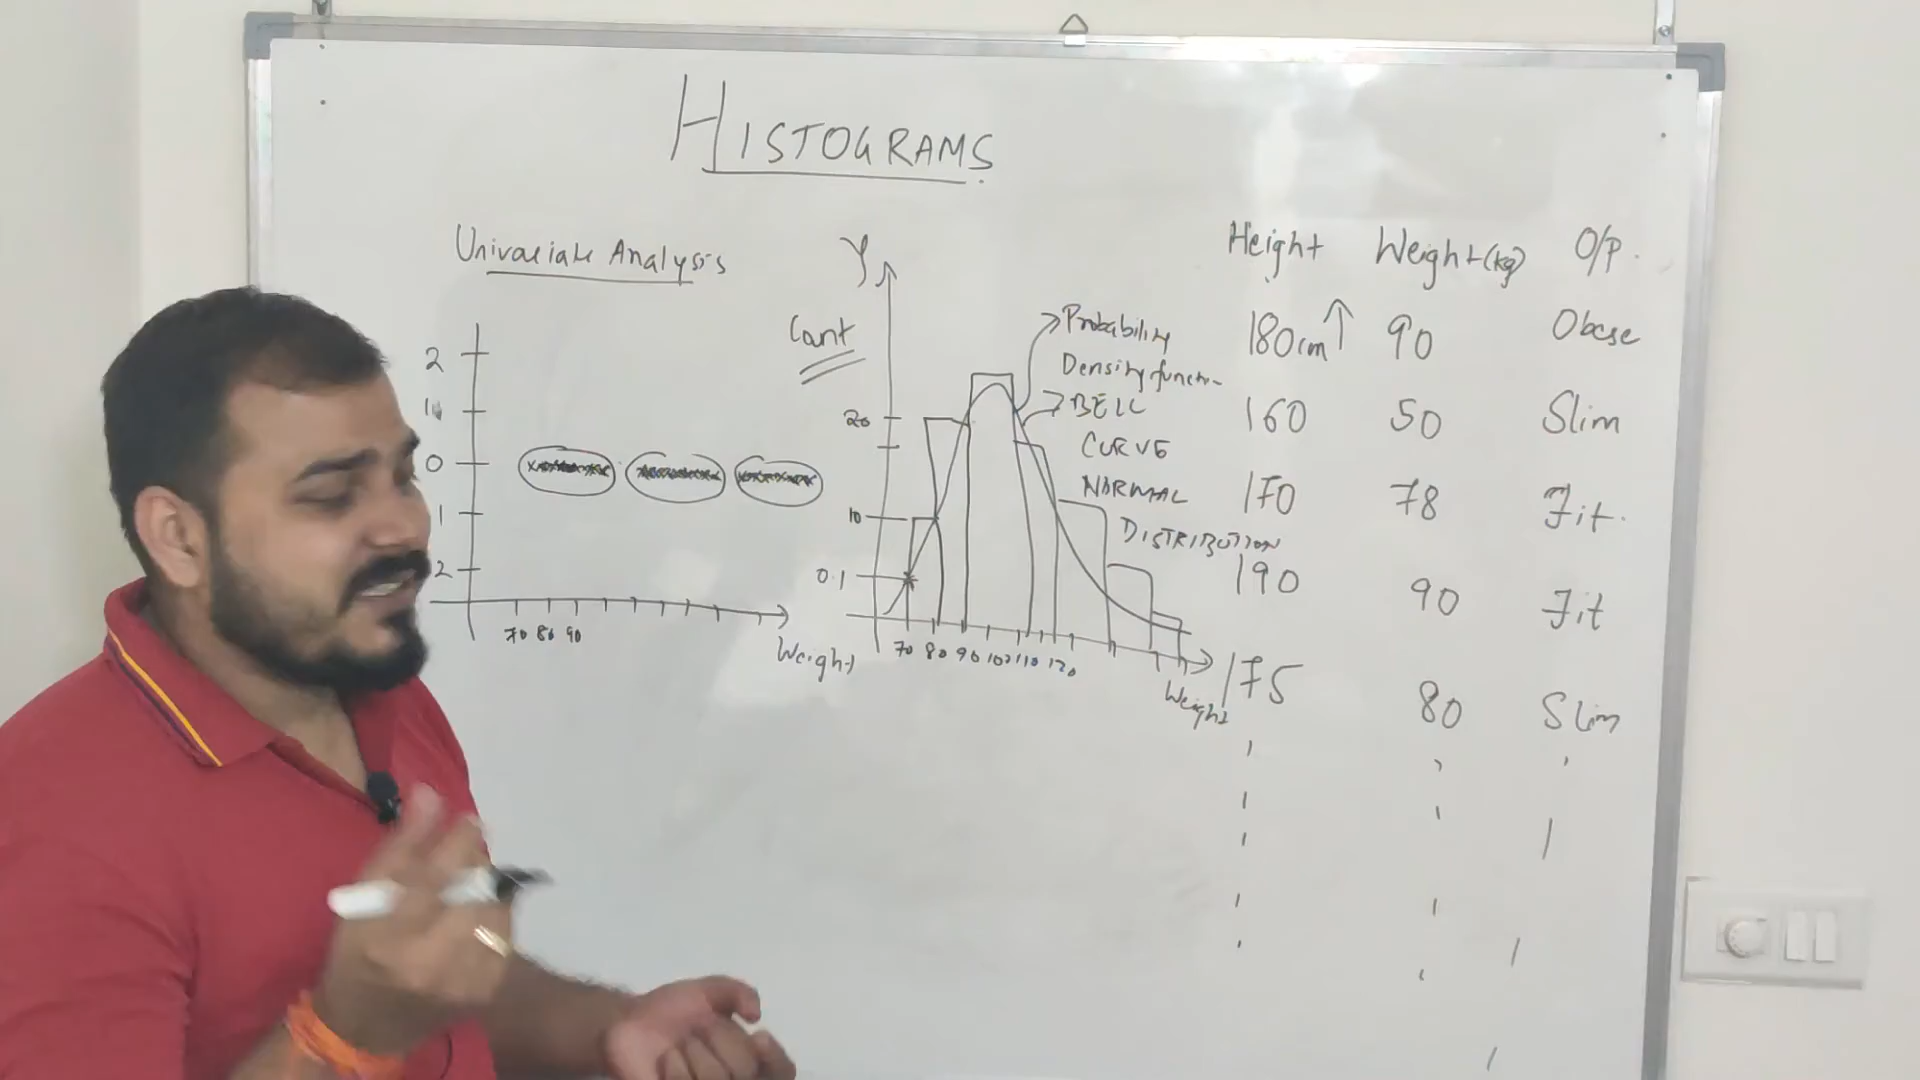 HISTOGRAMS
Univariate Analysis
2
0
1
2
70 80 90
Weight
Y
Count
20
10
0.1
70 80 90 100 110 120
Weight
Probability
Density functn
BELL
CURVE
NORMAL
DISTRIBUTION
Height Weight(kg) O/P.
180cm 90 Obese
160 50 Slim
170 78 Fit.
190 90 Fit
175 80 Slim